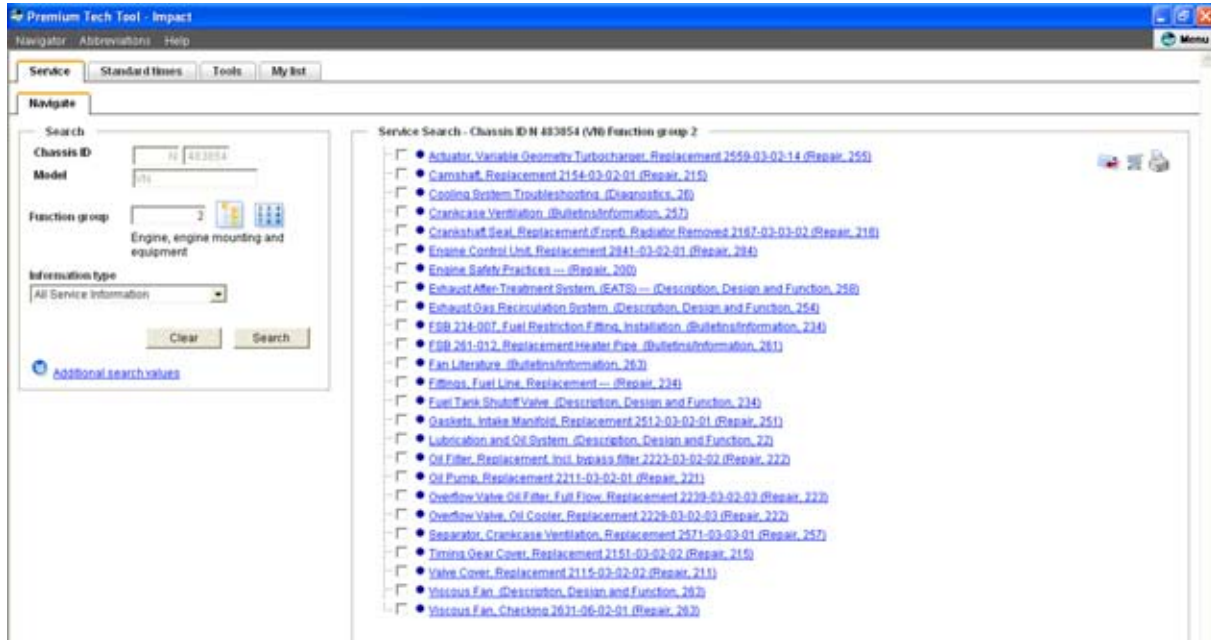 Premium Tech Tool - Impact
Navigator Abbreviations Help
Menu
Service Standard times Tools My list
Navigate
Search
Chassis ID N 483854
Model VN
Function group 2
Engine, engine mounting and
equipment
Information type
All Service Information
Clear Search
Additional search values
Service Search - Chassis ID N 483854 (VN) Function group 2
Actuator, Variable Geometry Turbocharger, Replacement 2559-03-02-14 (Repair, 255)
Camshaft, Replacement 2154-03-02-01 (Repair, 215)
Cooling System Troubleshooting (Diagnostics, 26)
Crankcase Ventilation (Bulletins/Information, 257)
Crankshaft Seal, Replacement (Front), Radiator Removed 2167-03-03-02 (Repair, 216)
Engine Control Unit, Replacement 2841-03-02-01 (Repair, 284)
Engine Safety Practices --- (Repair, 200)
Exhaust After-Treatment System, (EATS) --- (Description, Design and Function, 258)
Exhaust Gas Recirculation System (Description, Design and Function, 254)
FSB 234-007, Fuel Restriction Fitting, Installation (Bulletins/Information, 234)
FSB 261-012, Replacement Heater Pipe (Bulletins/Information, 261)
Fan Literature (Bulletins/Information, 263)
Fittings, Fuel Line, Replacement --- (Repair, 234)
Fuel Tank Shutoff Valve (Description, Design and Function, 234)
Gaskets, Intake Manifold, Replacement 2512-03-02-01 (Repair, 251)
Lubrication and Oil System (Description, Design and Function, 22)
Oil Filter, Replacement, Incl. bypass filter 2223-03-02-02 (Repair, 222)
Oil Pump, Replacement 2211-03-02-01 (Repair, 221)
Overflow Valve Oil Filter, Full Flow, Replacement 2239-03-02-03 (Repair, 223)
Overflow Valve, Oil Cooler, Replacement 2229-03-02-03 (Repair, 222)
Separator, Crankcase Ventilation, Replacement 2571-03-03-01 (Repair, 257)
Timing Gear Cover, Replacement 2151-03-02-02 (Repair, 215)
Valve Cover, Replacement 2115-03-02-02 (Repair, 211)
Viscous Fan (Description, Design and Function, 263)
Viscous Fan, Checking 2631-06-02-01 (Repair, 263)